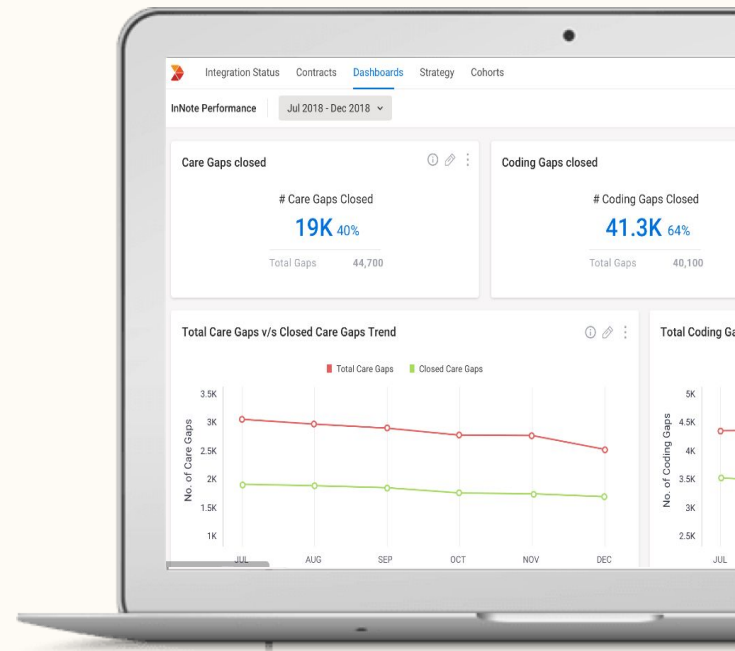 Integration Status Contracts Dashboards Strategy Cohorts
InNote Performance Jul 2018 - Dec 2018
Care Gaps closed
# Care Gaps Closed
19K 40%
Total Gaps 44,700
Coding Gaps closed
# Coding Gaps Closed
41.3K 64%
Total Gaps 40,100
Total Care Gaps v/s Closed Care Gaps Trend
Total Care Gaps Closed Care Gaps
No. of Care Gaps
3.5K
3K
2.5K
2K
1.5K
1K
JUL AUG SEP OCT NOV DEC
Total Coding Ga
No. of Coding Gaps
5K
4.5K
4K
3.5K
3K
2.5K
JUL